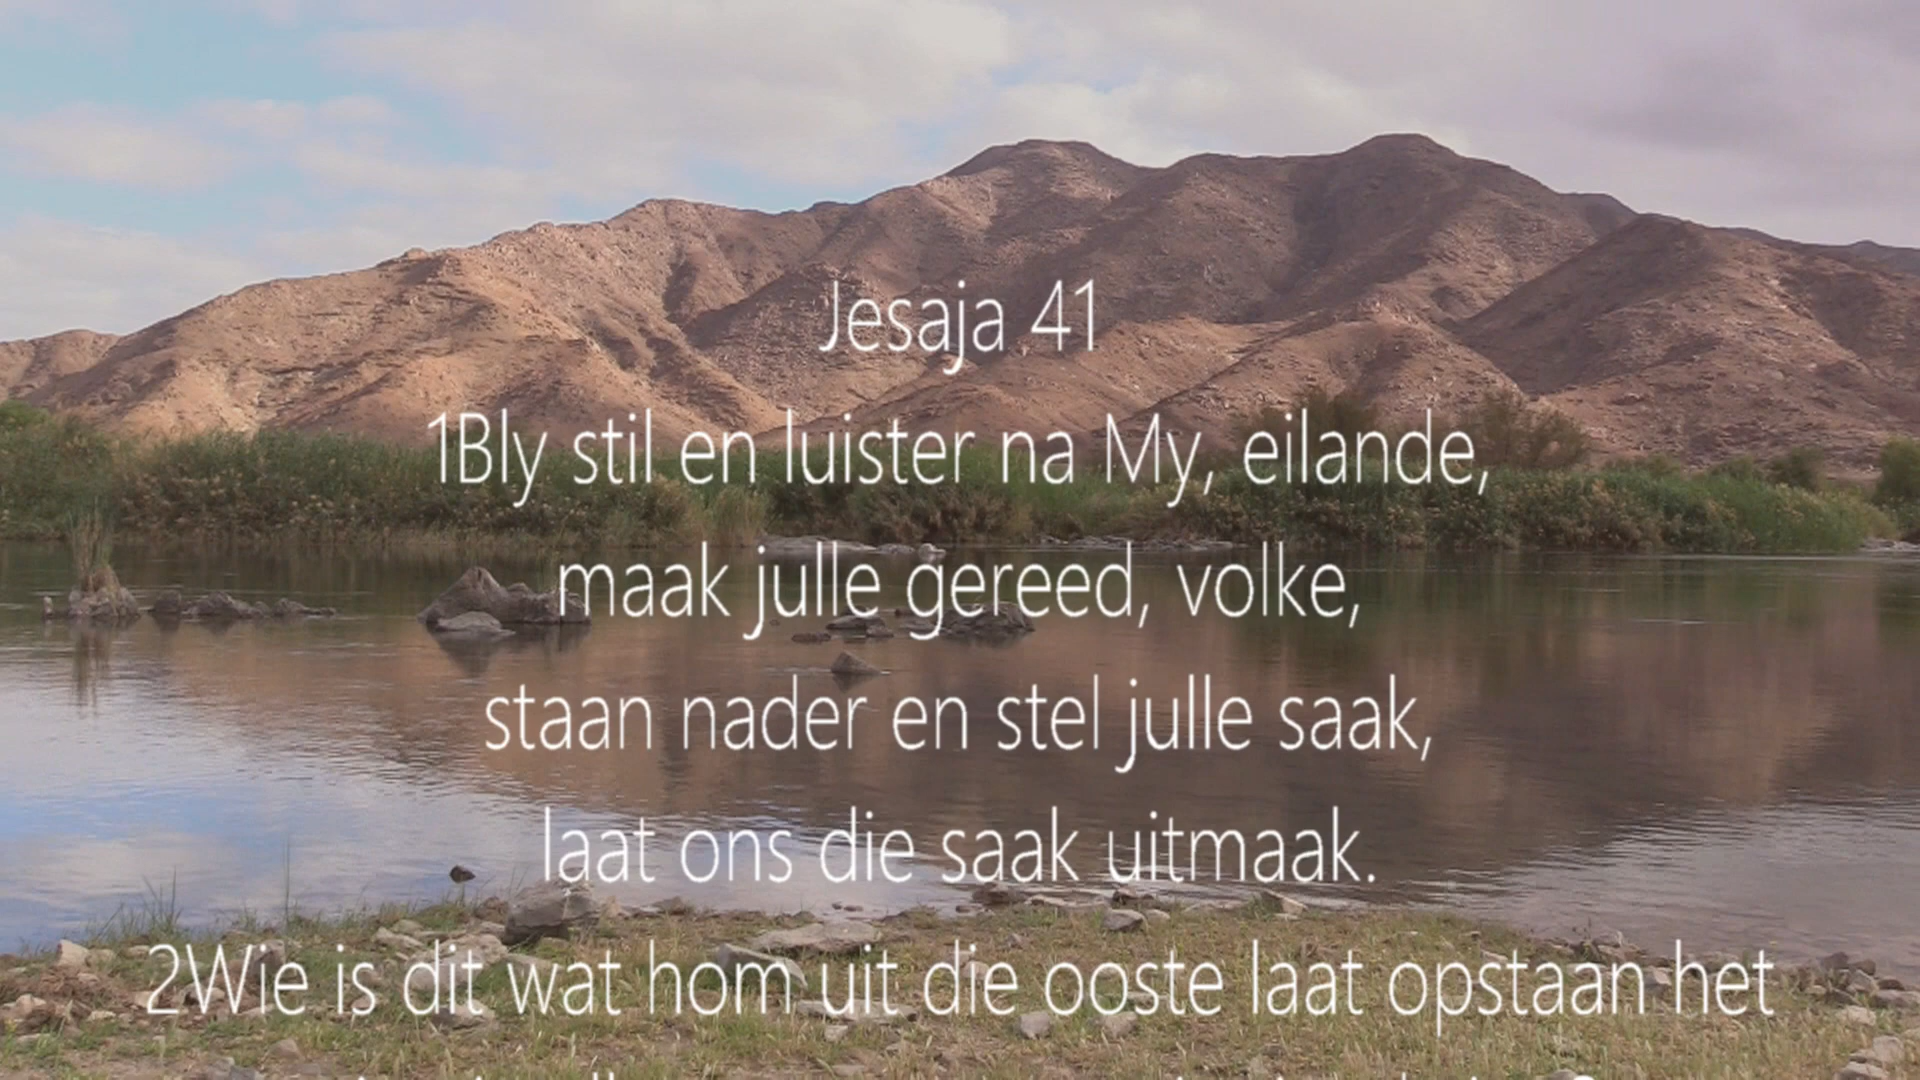 Jesaja 41
1Bly stil en luister na My, eilande,
maak julle gereed, volke,
staan nader en stel julle saak,
laat ons die saak uitmaak.
2Wie is dit wat hom uit die ooste laat opstaan het